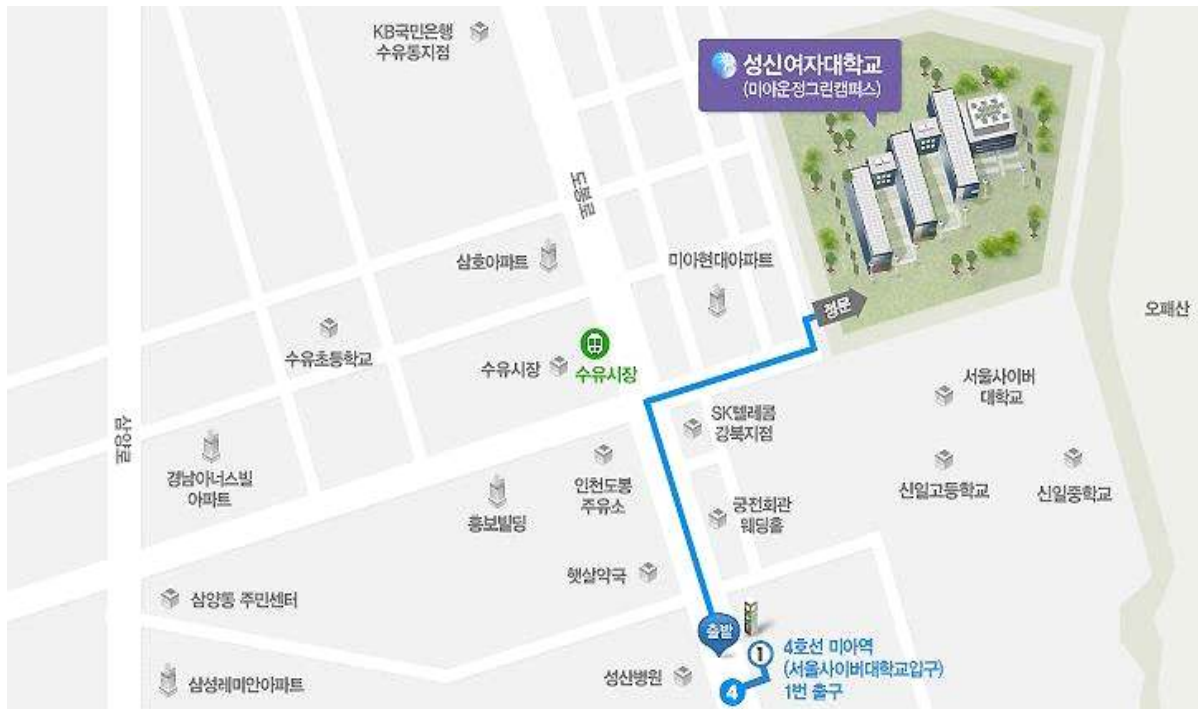 KB국민은행
수유동지점
성신여자대학교
(미아운정그린캠퍼스)
도봉로
삼호아파트
미아현대아파트
정문
오패산
수유초등학교
수유시장
수유시장
서울사이버
대학교
SK텔레콤
강북지점
삼양로
경남아너스빌
아파트
홍보빌딩
인천도봉
주유소
신일고등학교
신일중학교
궁전회관
웨딩홀
햇살약국
삼양동 주민센터
출발
1
4호선 미아역
(서울사이버대학교입구)
1번 출구
4
성산병원
삼성레미안아파트